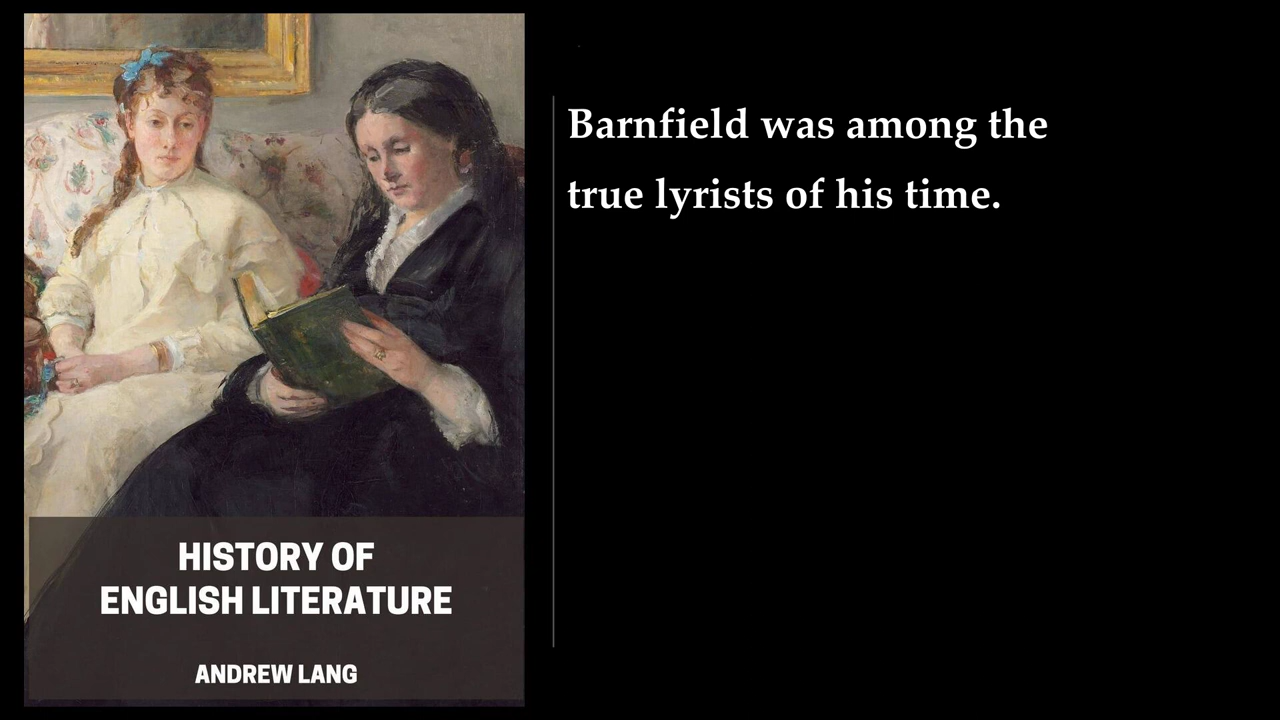 Barnfield was among the
true lyrists of his time.
HISTORY OF
ENGLISH LITERATURE
ANDREW LANG